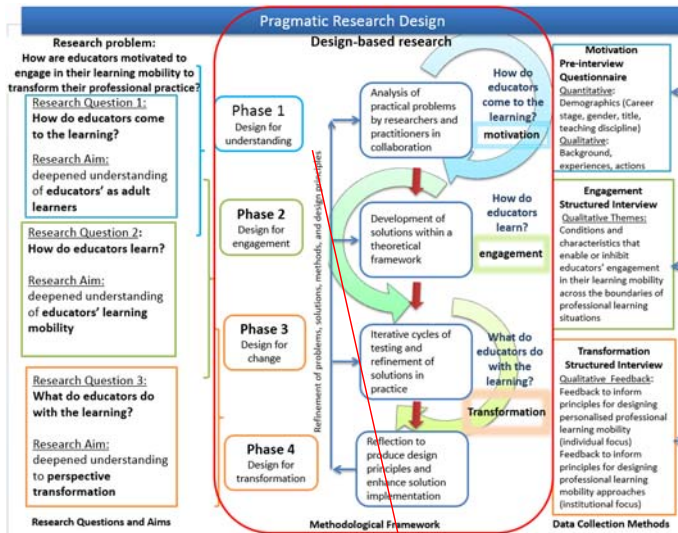 Pragmatic Research Design
Research problem:
How are educators motivated to
engage in their learning mobility to
transform their professional practice?
Research Question 1:
How do educators come
to the learning?
Research Aim:
deepened understanding
of educators' as adult
learners
Research Question 2:
How do educators learn?
Research Aim:
deepened understanding
of educators' learning
mobility
Research Question 3:
What do educators do
with the learning?
Research Aim:
deepened understanding
to perspective
transformation
Research Questions and Aims
Design-based research
Phase 1
Design for
understanding
Phase 2
Design for
engagement
Phase 3
Design for
change
Phase 4
Design for
transformation
Refinement of problems, solutions, methods, and design principles
Analysis of
practical problems
by researchers and
practitioners in
collaboration
Development of
solutions within a
theoretical
framework
Iterative cycles of
testing and
refinement of
solutions in
practice
Reflection to
produce design
principles and
enhance solution
implementation
How do
educators
come to the
learning?
motivation
How do
educators
learn?
engagement
What do
educators do
with the
learning?
Transformation
Methodological Framework
Motivation
Pre-interview
Questionnaire
Quantitative:
Demographics (Career
stage, gender, title,
teaching discipline)
Qualitative:
Background,
experiences, actions
Engagement
Structured Interview
Qualitative Themes:
Conditions and
characteristics that
enable or inhibit
educators' engagement
in their learning mobility
across the boundaries of
professional learning
situations
Transformation
Structured Interview
Qualitative Feedback:
Feedback to inform
principles for designing
personalised professional
learning mobility
(individual focus)
Feedback to inform
principles for designing
professional learning
mobility approaches
(institutional focus)
Data Collection Methods